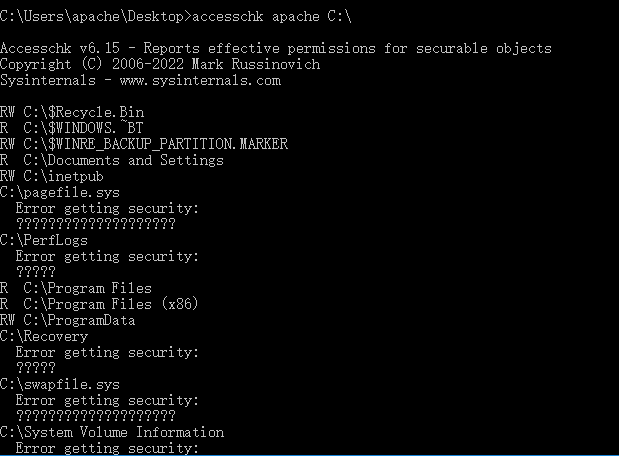 C:\Users\apache\Desktop>accesschk apache C:\
Accesschk v6.15 - Reports effective permissions for securable objects
Copyright (C) 2006-2022 Mark Russinovich
Sysinternals - www.sysinternals.com
RW C:\$Recycle.Bin
R  C:\$WINDOWS.~BT
RW C:\$WINRE_BACKUP_PARTITION.MARKER
R  C:\Documents and Settings
RW C:\inetpub
C:\pagefile.sys
  Error getting security:
  ????????????????????
C:\PerfLogs
  Error getting security:
  ?????
R  C:\Program Files
R  C:\Program Files (x86)
RW C:\ProgramData
C:\Recovery
  Error getting security:
  ?????
C:\swapfile.sys
  Error getting security:
  ????????????????????
C:\System Volume Information
  Error getting security: